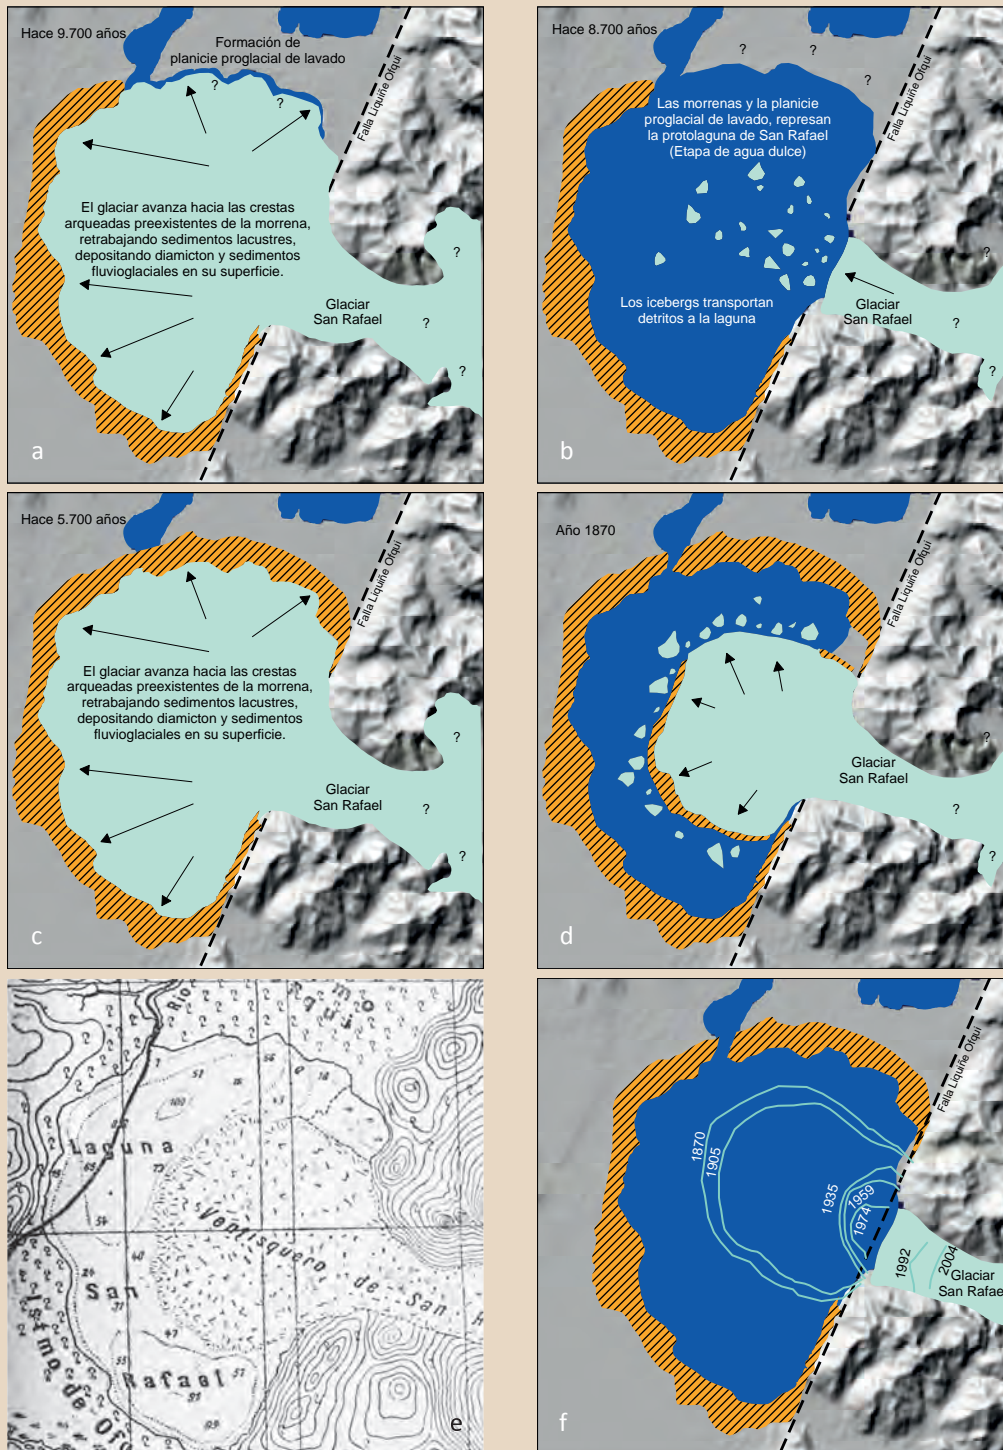 Hace 9.700 años
Formación de
planicie proglacial de lavado
?
?
Falla Liquiñe Ofqui
El glaciar avanza hacia las crestas
arqueadas preexistentes de la morrena,
retrabajando sedimentos lacustres,
depositando diamicton y sedimentos
fluvioglaciales en su superficie.
?
Glaciar
San Rafael
?
?
a
Hace 8.700 años
?
?
?
Falla Liquiñe Ofqui
Las morrenas y la planicie
proglacial de lavado, represan
la protolaguna de San Rafael
(Etapa de agua dulce)
?
Los icebergs transportan
detritos a la laguna
Glaciar
San Rafael
?
?
b
Hace 5.700 años
Falla Liquiñe Ofqui
El glaciar avanza hacia las crestas
arqueadas preexistentes de la morrena,
retrabajando sedimentos lacustres,
depositando diamicton y sedimentos
fluvioglaciales en su superficie.
?
Glaciar
San Rafael
?
?
c
Año 1870
Falla Liquiñe Ofqui
?
Glaciar
San Rafael
?
?
d
Río
Laguna
San
Rafael
Ventisquero de San
Istmo de Ofq
e
Falla Liquiñe Ofqui
1870
1905
1935
1959
1974
1992
2004
Glaciar
San Rafae
f